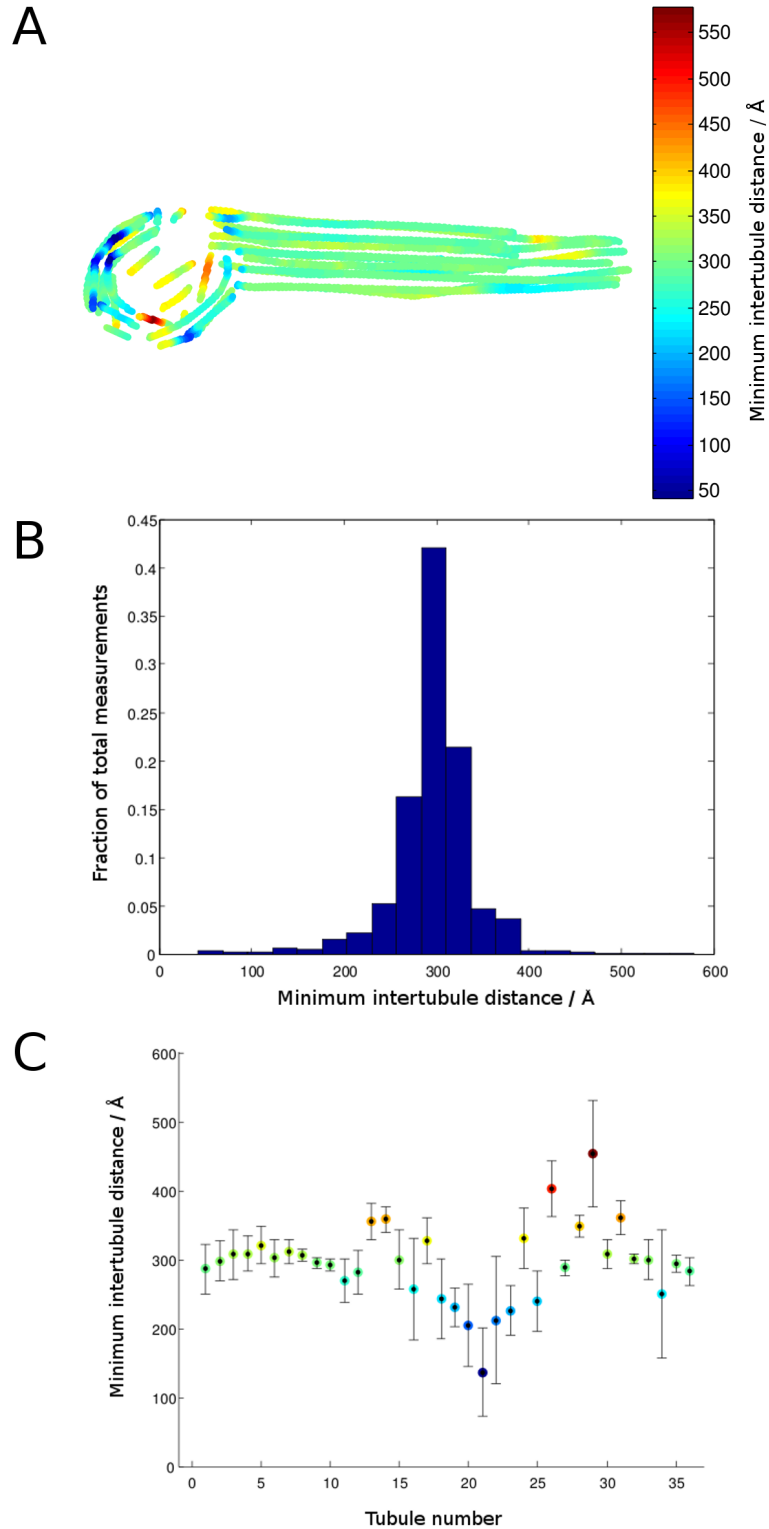 A
550
500
450
400
350
300
250
200
150
100
50
Minimum intertubule distance / Å
B
0.45
0.4
0.35
0.3
0.25
0.2
0.15
0.1
0.05
0
0 100 200 300 400 500 600
Fraction of total measurements
Minimum intertubule distance / Å
C
600
500
400
300
200
100
0
0 5 10 15 20 25 30 35
Minimum intertubule distance / Å
Tubule number